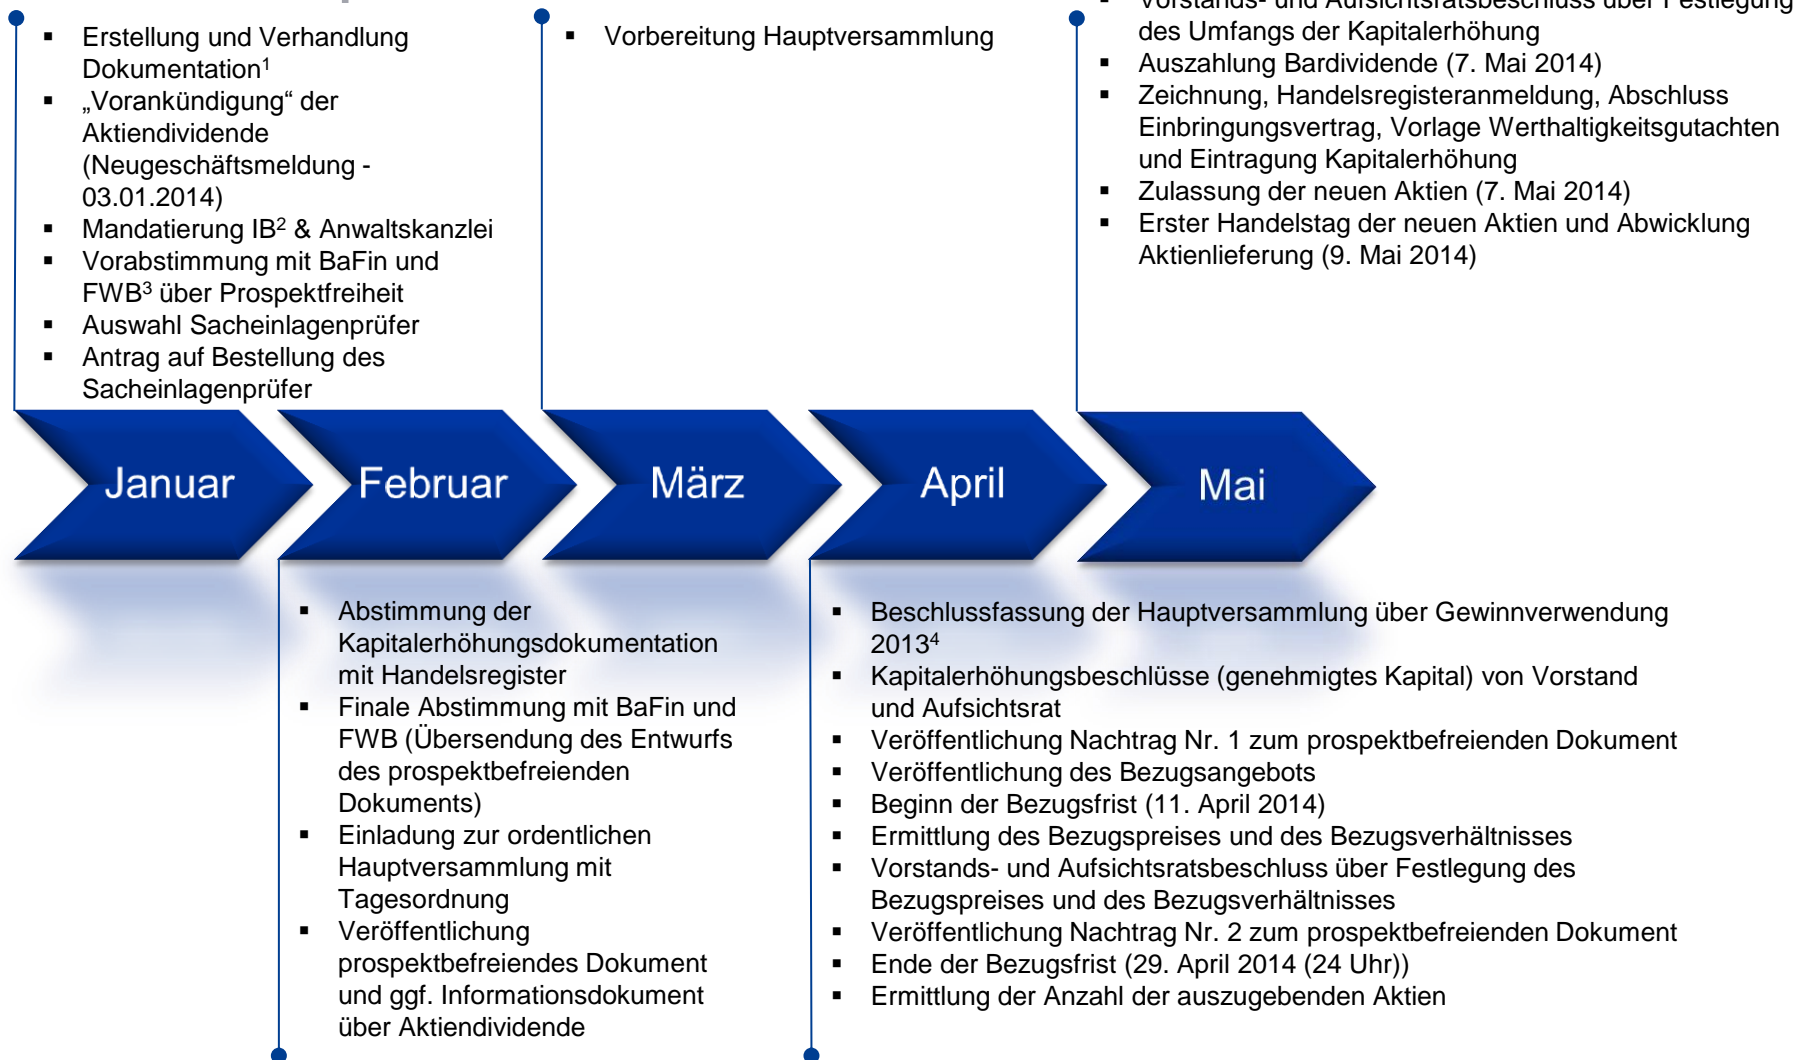 ▪ Erstellung und Verhandlung
Dokumentation¹
▪ „Vorankündigung“ der
Aktiendividende
(Neugeschäftsmeldung -
03.01.2014)
▪ Mandatierung IB² & Anwaltskanzlei
▪ Vorabstimmung mit BaFin und
FWB³ über Prospektfreiheit
▪ Auswahl Sacheinlagenprüfer
▪ Antrag auf Bestellung des
Sacheinlagenprüfer
▪ Vorbereitung Hauptversammlung
▪ Vorstands- und Aufsichtsratsbeschluss über Festlegung
des Umfangs der Kapitalerhöhung
▪ Auszahlung Bardividende (7. Mai 2014)
▪ Zeichnung, Handelsregisteranmeldung, Abschluss
Einbringungsvertrag, Vorlage Werthaltigkeitsgutachten
und Eintragung Kapitalerhöhung
▪ Zulassung der neuen Aktien (7. Mai 2014)
▪ Erster Handelstag der neuen Aktien und Abwicklung
Aktienlieferung (9. Mai 2014)
Januar
Februar
März
April
Mai
▪ Abstimmung der
Kapitalerhöhungsdokumentation
mit Handelsregister
▪ Finale Abstimmung mit BaFin und
FWB (Übersendung des Entwurfs
des prospektbefreienden
Dokuments)
▪ Einladung zur ordentlichen
Hauptversammlung mit
Tagesordnung
▪ Veröffentlichung
prospektbefreiendes Dokument
und ggf. Informationsdokument
über Aktiendividende
▪ Beschlussfassung der Hauptversammlung über Gewinnverwendung
2013⁴
▪ Kapitalerhöhungsbeschlüsse (genehmigtes Kapital) von Vorstand
und Aufsichtsrat
▪ Veröffentlichung Nachtrag Nr. 1 zum prospektbefreienden Dokument
▪ Veröffentlichung des Bezugsangebots
▪ Beginn der Bezugsfrist (11. April 2014)
▪ Ermittlung des Bezugspreises und des Bezugsverhältnisses
▪ Vorstands- und Aufsichtsratsbeschluss über Festlegung des
Bezugspreises und des Bezugsverhältnisses
▪ Veröffentlichung Nachtrag Nr. 2 zum prospektbefreienden Dokument
▪ Ende der Bezugsfrist (29. April 2014 (24 Uhr))
▪ Ermittlung der Anzahl der auszugebenden Aktien